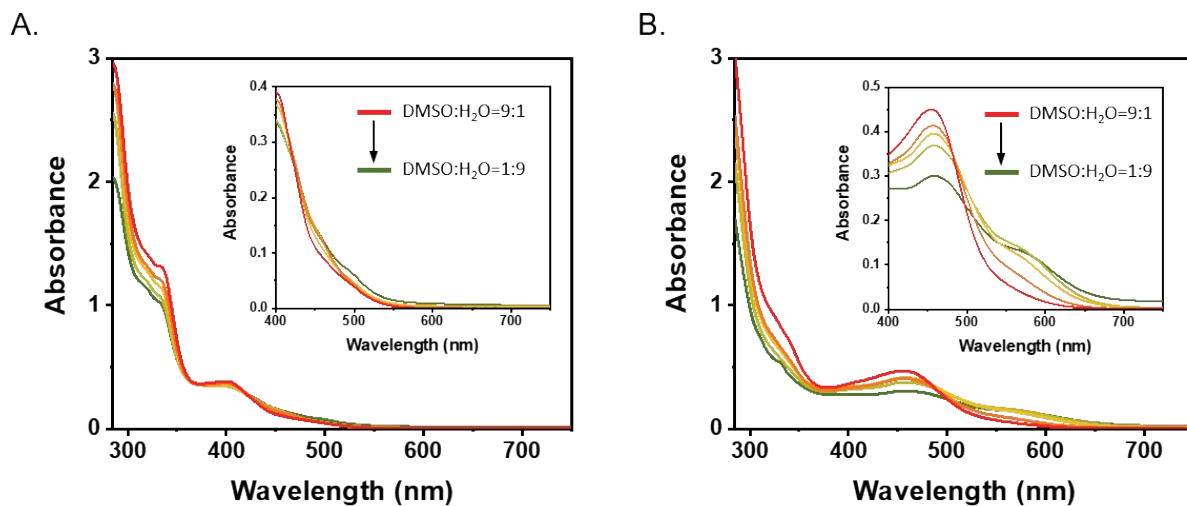 A.
Absorbance
3
2
1
0
300
400
500
600
700
Wavelength (nm)
Absorbance
0.4
0.3
0.2
0.1
0.0
400
500
600
700
Wavelength (nm)
DMSO:H₂O=9:1
DMSO:H₂O=1:9
B.
Absorbance
3
2
1
0
300
400
500
600
700
Wavelength (nm)
Absorbance
0.5
0.4
0.3
0.2
0.1
0.0
400
500
600
700
Wavelength (nm)
DMSO:H₂O=9:1
DMSO:H₂O=1:9